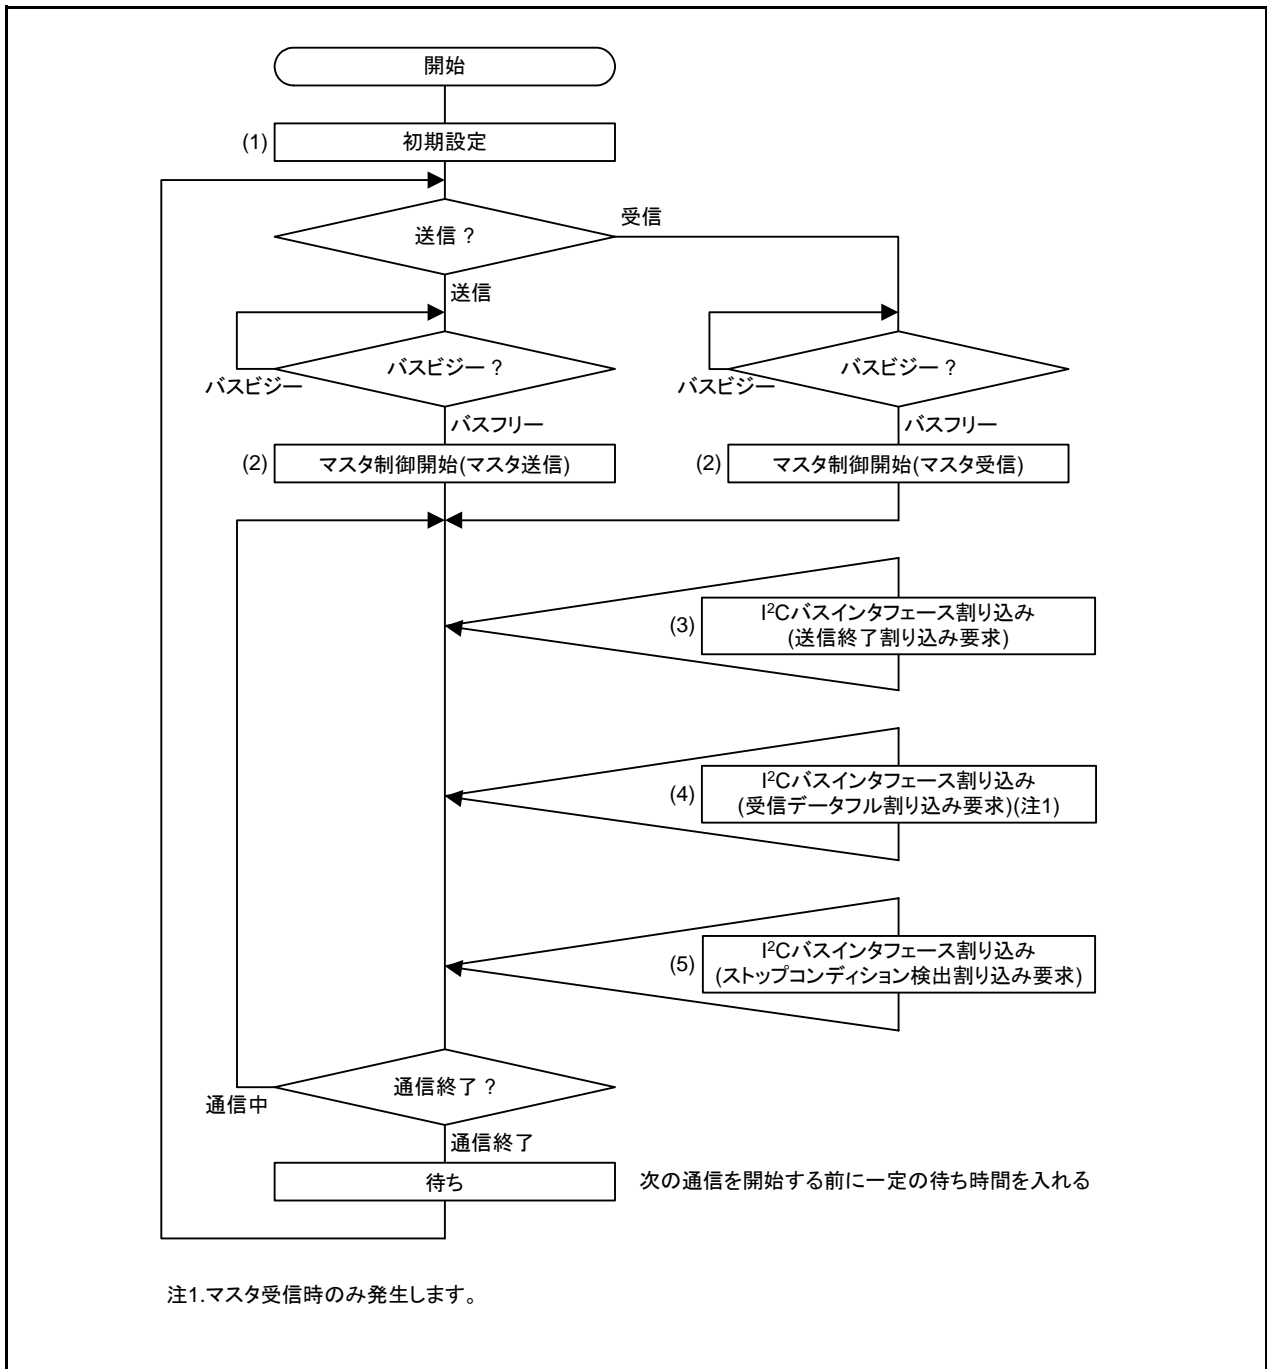 開始
(1) 初期設定
送信 ?
受信
送信
バスビジー ?
バスビジー
バスビジー ?
バスビジー
バスフリー
バスフリー
(2) マスタ制御開始(マスタ送信)
(2) マスタ制御開始(マスタ受信)
(3) I²Cバスインタフェース割り込み
(送信終了割り込み要求)
(4) I²Cバスインタフェース割り込み
(受信データフル割り込み要求)(注1)
(5) I²Cバスインタフェース割り込み
(ストップコンディション検出割り込み要求)
通信終了 ?
通信中
通信終了
待ち
次の通信を開始する前に一定の待ち時間を入れる
注1.マスタ受信時のみ発生します。